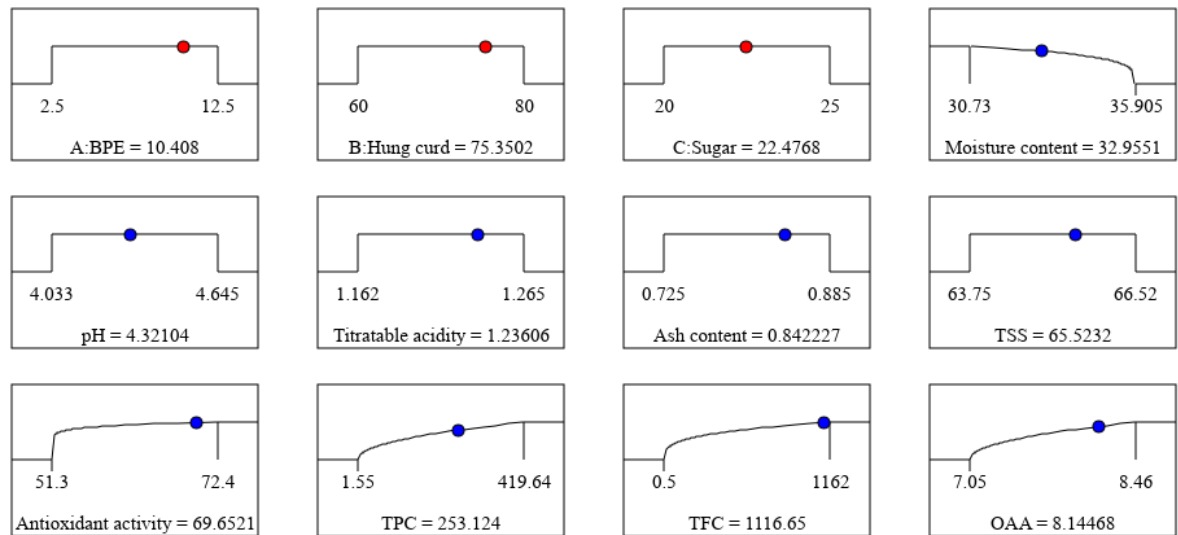 2.5 12.5
A:BPE = 10.408
60 80
B:Hung curd = 75.3502
20 25
C:Sugar = 22.4768
30.73 35.905
Moisture content = 32.9551
4.033 4.645
pH = 4.32104
1.162 1.265
Titratable acidity = 1.23606
0.725 0.885
Ash content = 0.842227
63.75 66.52
TSS = 65.5232
51.3 72.4
Antioxidant activity = 69.6521
1.55 419.64
TPC = 253.124
0.5 1162
TFC = 1116.65
7.05 8.46
OAA = 8.14468